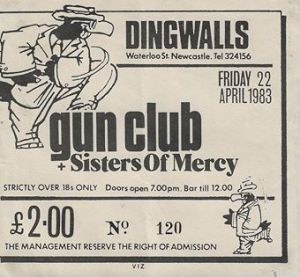 DINGWALLS
Waterloo St. Newcastle. Tel 324156
FRIDAY 22
APRIL 1983
gun club
+ Sisters Of Mercy
STRICTLY OVER 18s ONLY Doors open 7.00pm. Bar till 12.00
£2·00 Nº 120
THE MANAGEMENT RESERVE THE RIGHT OF ADMISSION
VIZ